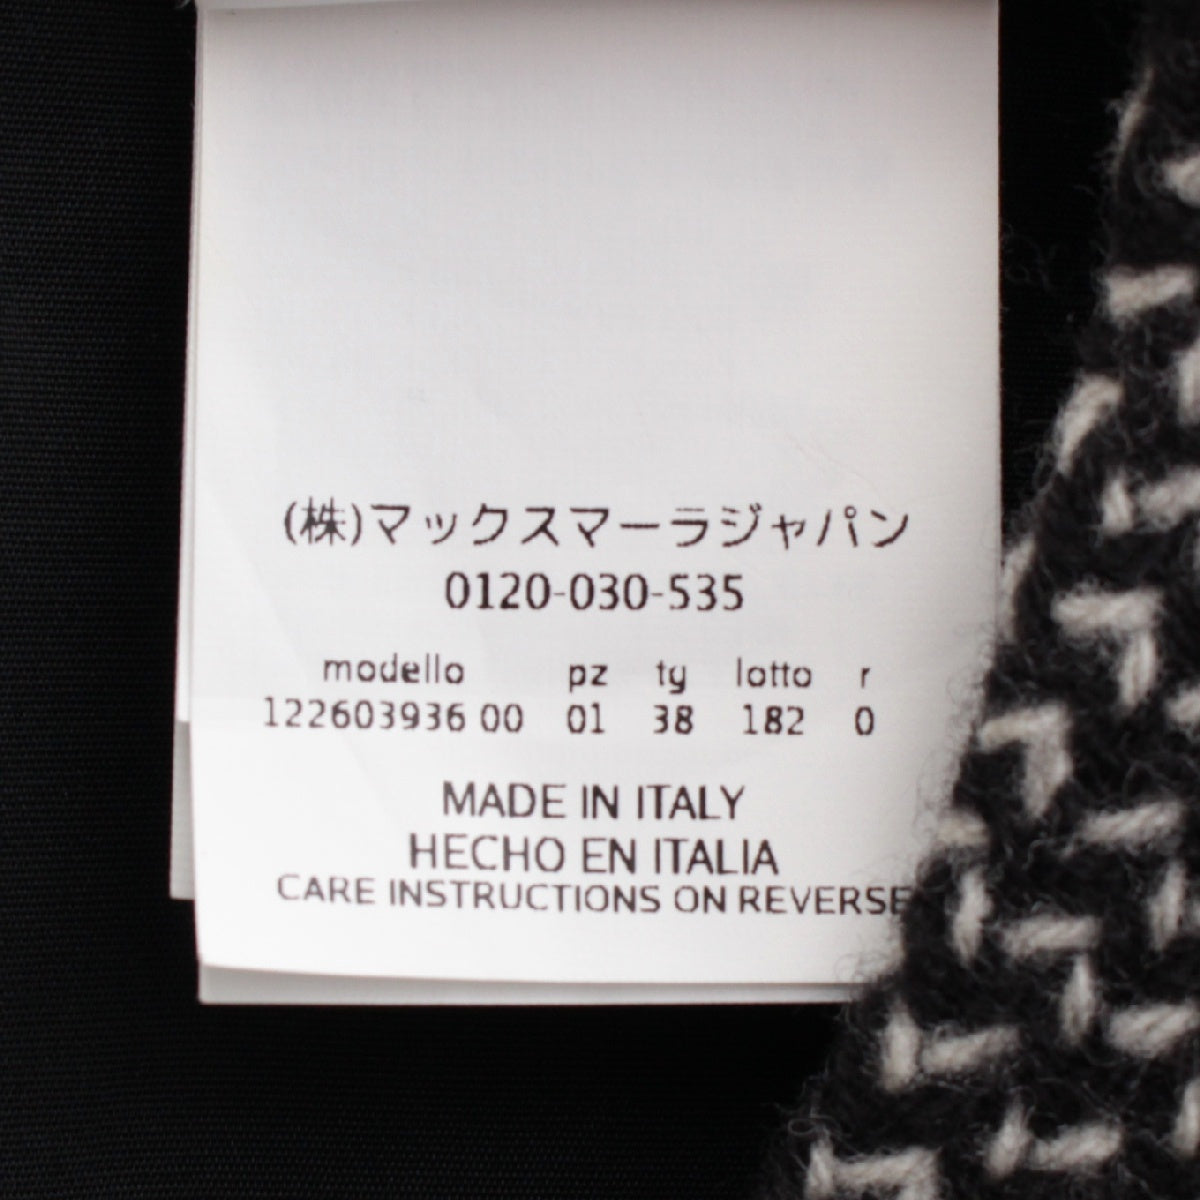 (株)マックスマーラジャパン
0120-030-535
modello pz ty lotto r
122603936 00 01 38 182 0
MADE IN ITALY
HECHO EN ITALIA
CARE INSTRUCTIONS ON REVERSE